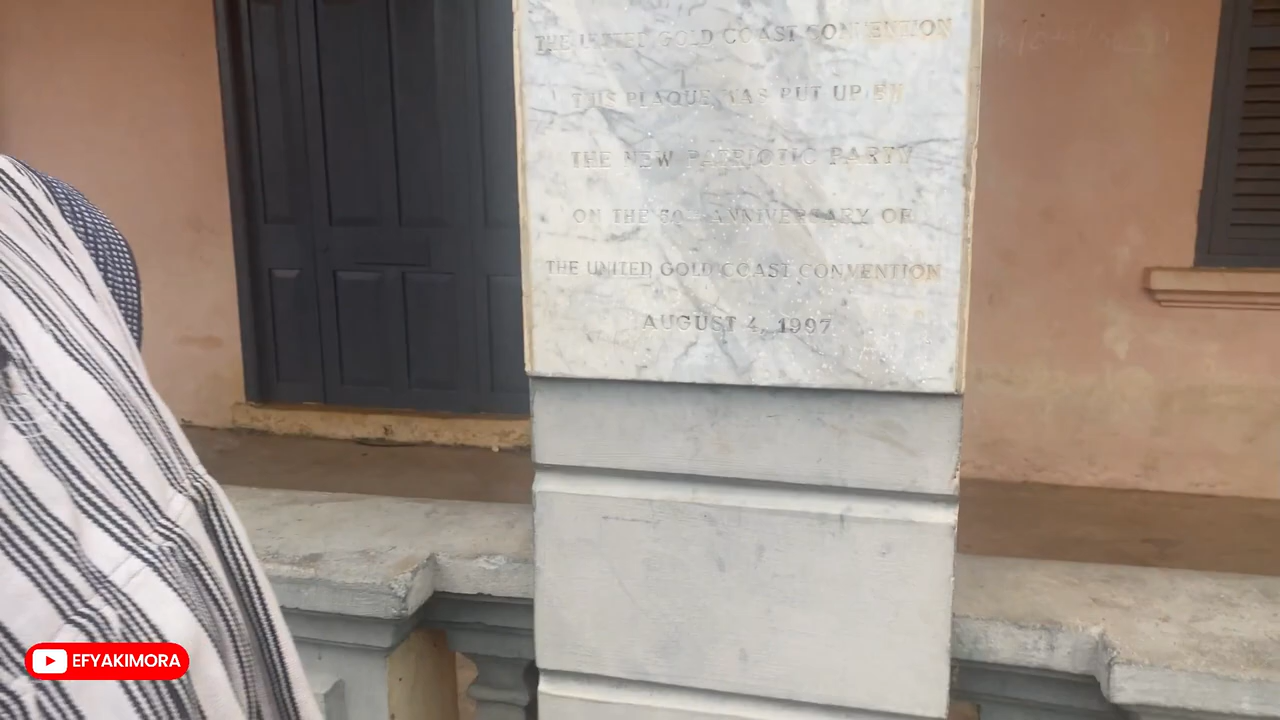 THE UNITED GOLD COAST CONVENTION
THIS PLAQUE WAS PUT UP BY
THE NEW PATRIOTIC PARTY
ON THE 50TH ANNIVERSARY OF
THE UNITED GOLD COAST CONVENTION
AUGUST 4, 1997
EFYAKIMORA